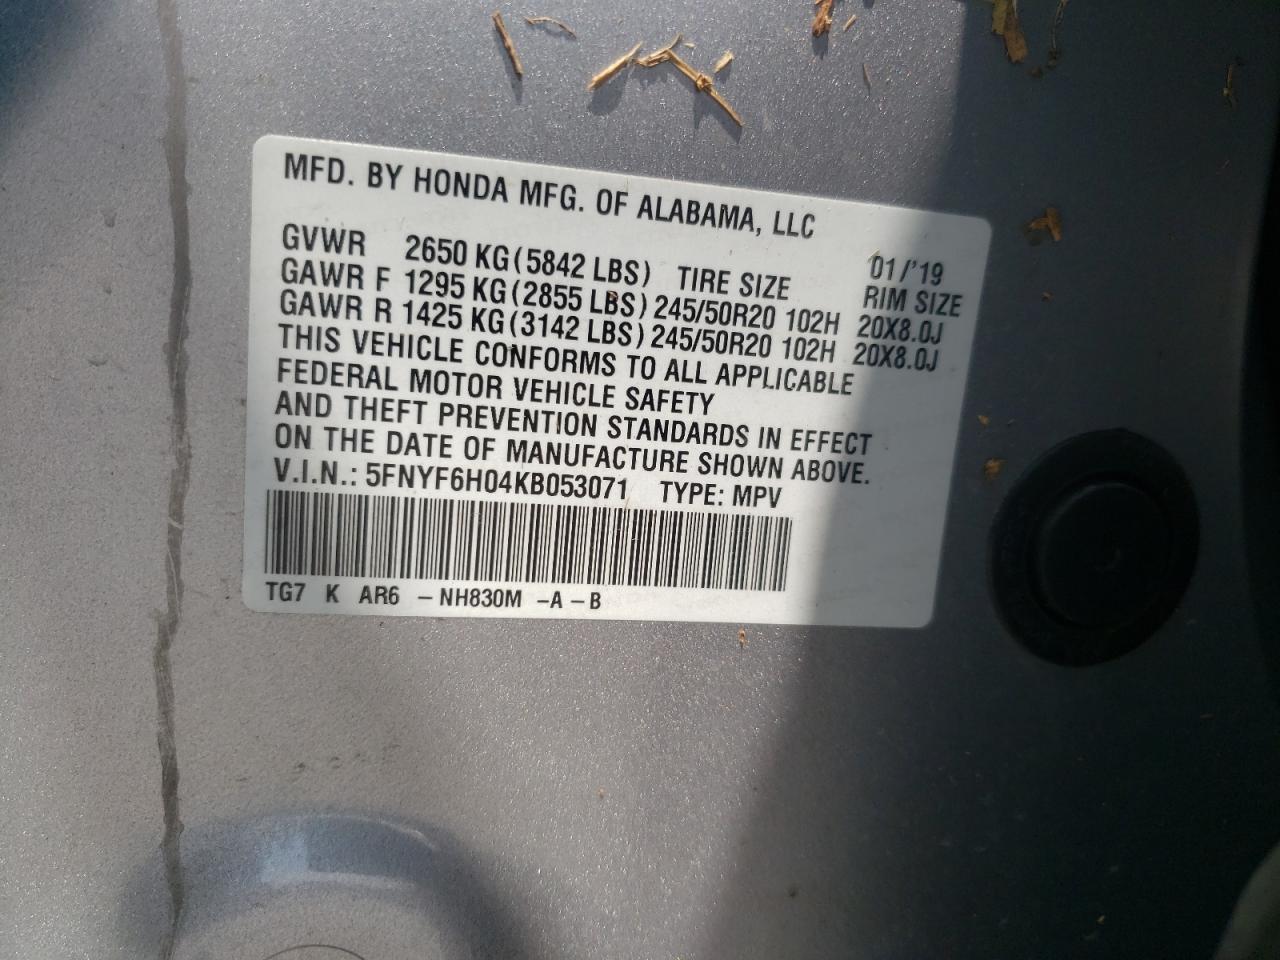 MFD. BY HONDA MFG. OF ALABAMA, LLC
01/'19
GVWR 2650 KG(5842 LBS) TIRE SIZE RIM SIZE
GAWR F 1295 KG(2855 LBS) 245/50R20 102H 20X8.0J
GAWR R 1425 KG(3142 LBS) 245/50R20 102H 20X8.0J
THIS VEHICLE CONFORMS TO ALL APPLICABLE
FEDERAL MOTOR VEHICLE SAFETY
AND THEFT PREVENTION STANDARDS IN EFFECT
ON THE DATE OF MANUFACTURE SHOWN ABOVE.
V.I.N.: 5FNYF6H04KB053071 TYPE: MPV
TG7 K AR6 - NH830M -A - B